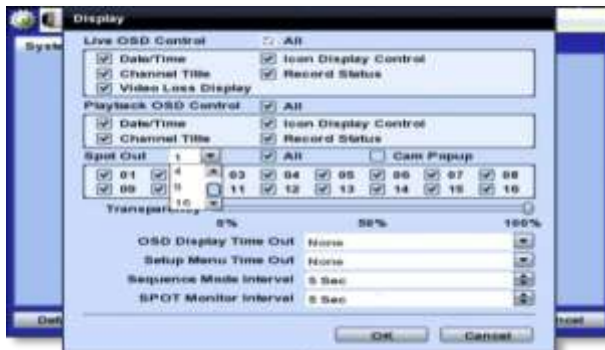 Display
Live OSD Control All
Date/Time Icon Display Control
Channel Title Record Status
Video Loss Display
Playback OSD Control All
Date/Time Icon Display Control
Channel Title Record Status
Spot Out 1 All Cam Popup
01 4 03 04 05 06 07 08
09 9 11 12 13 14 15 16
16
Transparency
0% 50% 100%
OSD Display Time Out None
Setup Menu Time Out None
Sequence Mode Interval 5 Sec
SPOT Monitor Interval 5 Sec
OK Cancel